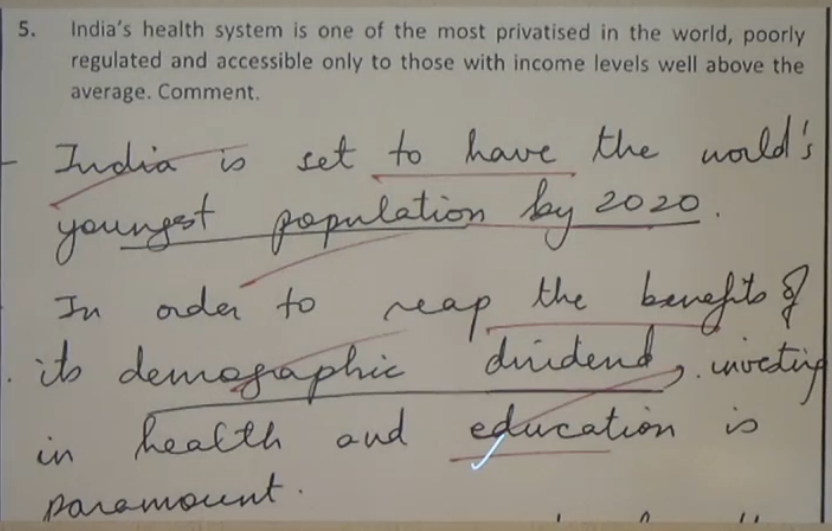 5. India's health system is one of the most privatised in the world, poorly
regulated and accessible only to those with income levels well above the
average. Comment.
- India is set to have the world's
youngest population by 2020.
- In order to reap the benefits of
its demographic dividend, investing
in health and education is
paramount.